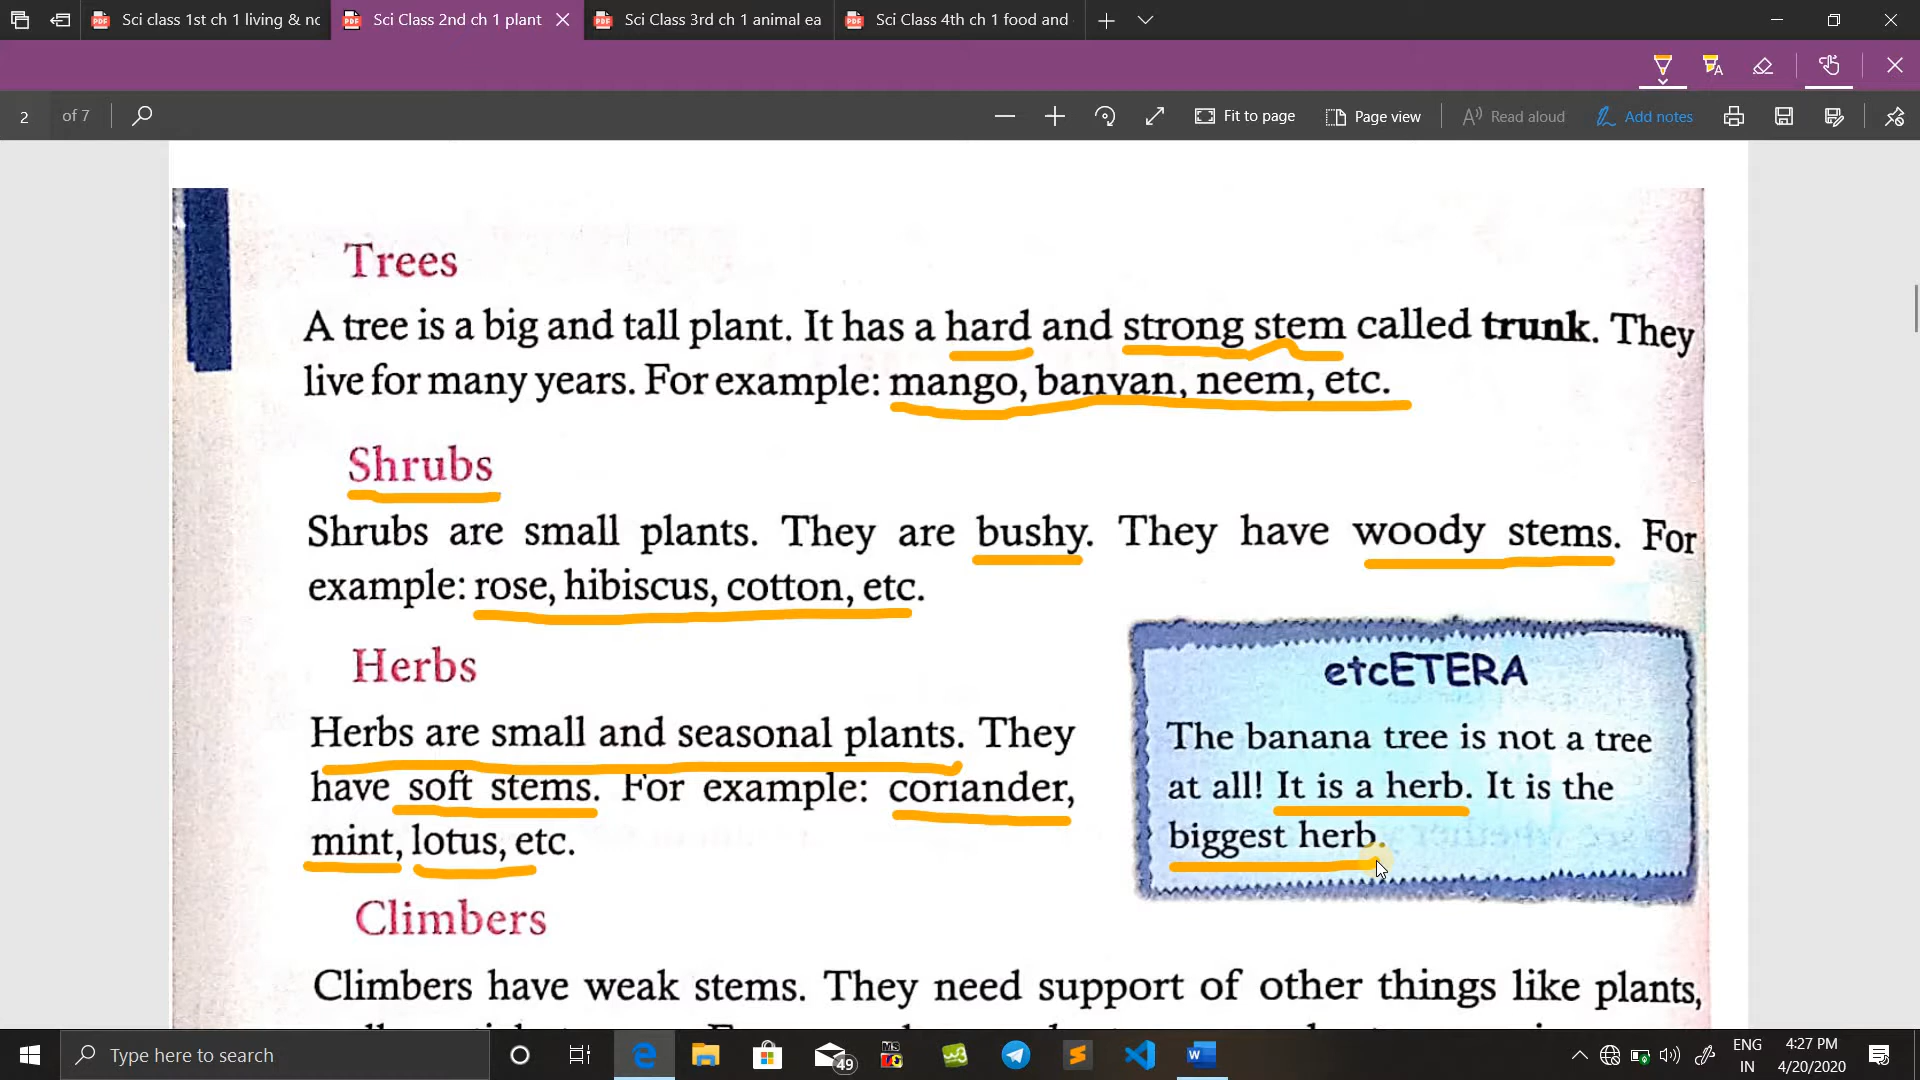 Sci class 1st ch 1 living & no
Sci Class 2nd ch 1 plant
Sci Class 3rd ch 1 animal ea
Sci Class 4th ch 1 food and
2 of 7
Fit to page
Page view
Read aloud
Add notes
Trees
A tree is a big and tall plant. It has a hard and strong stem called trunk. They
live for many years. For example: mango, banyan, neem, etc.
Shrubs
Shrubs are small plants. They are bushy. They have woody stems. For
example: rose, hibiscus, cotton, etc.
Herbs
Herbs are small and seasonal plants. They
have soft stems. For example: coriander,
mint, lotus, etc.
etcETERA
The banana tree is not a tree
at all! It is a herb. It is the
biggest herb.
Climbers
Climbers have weak stems. They need support of other things like plants,
Type here to search
49
ENG
IN
4:27 PM
4/20/2020